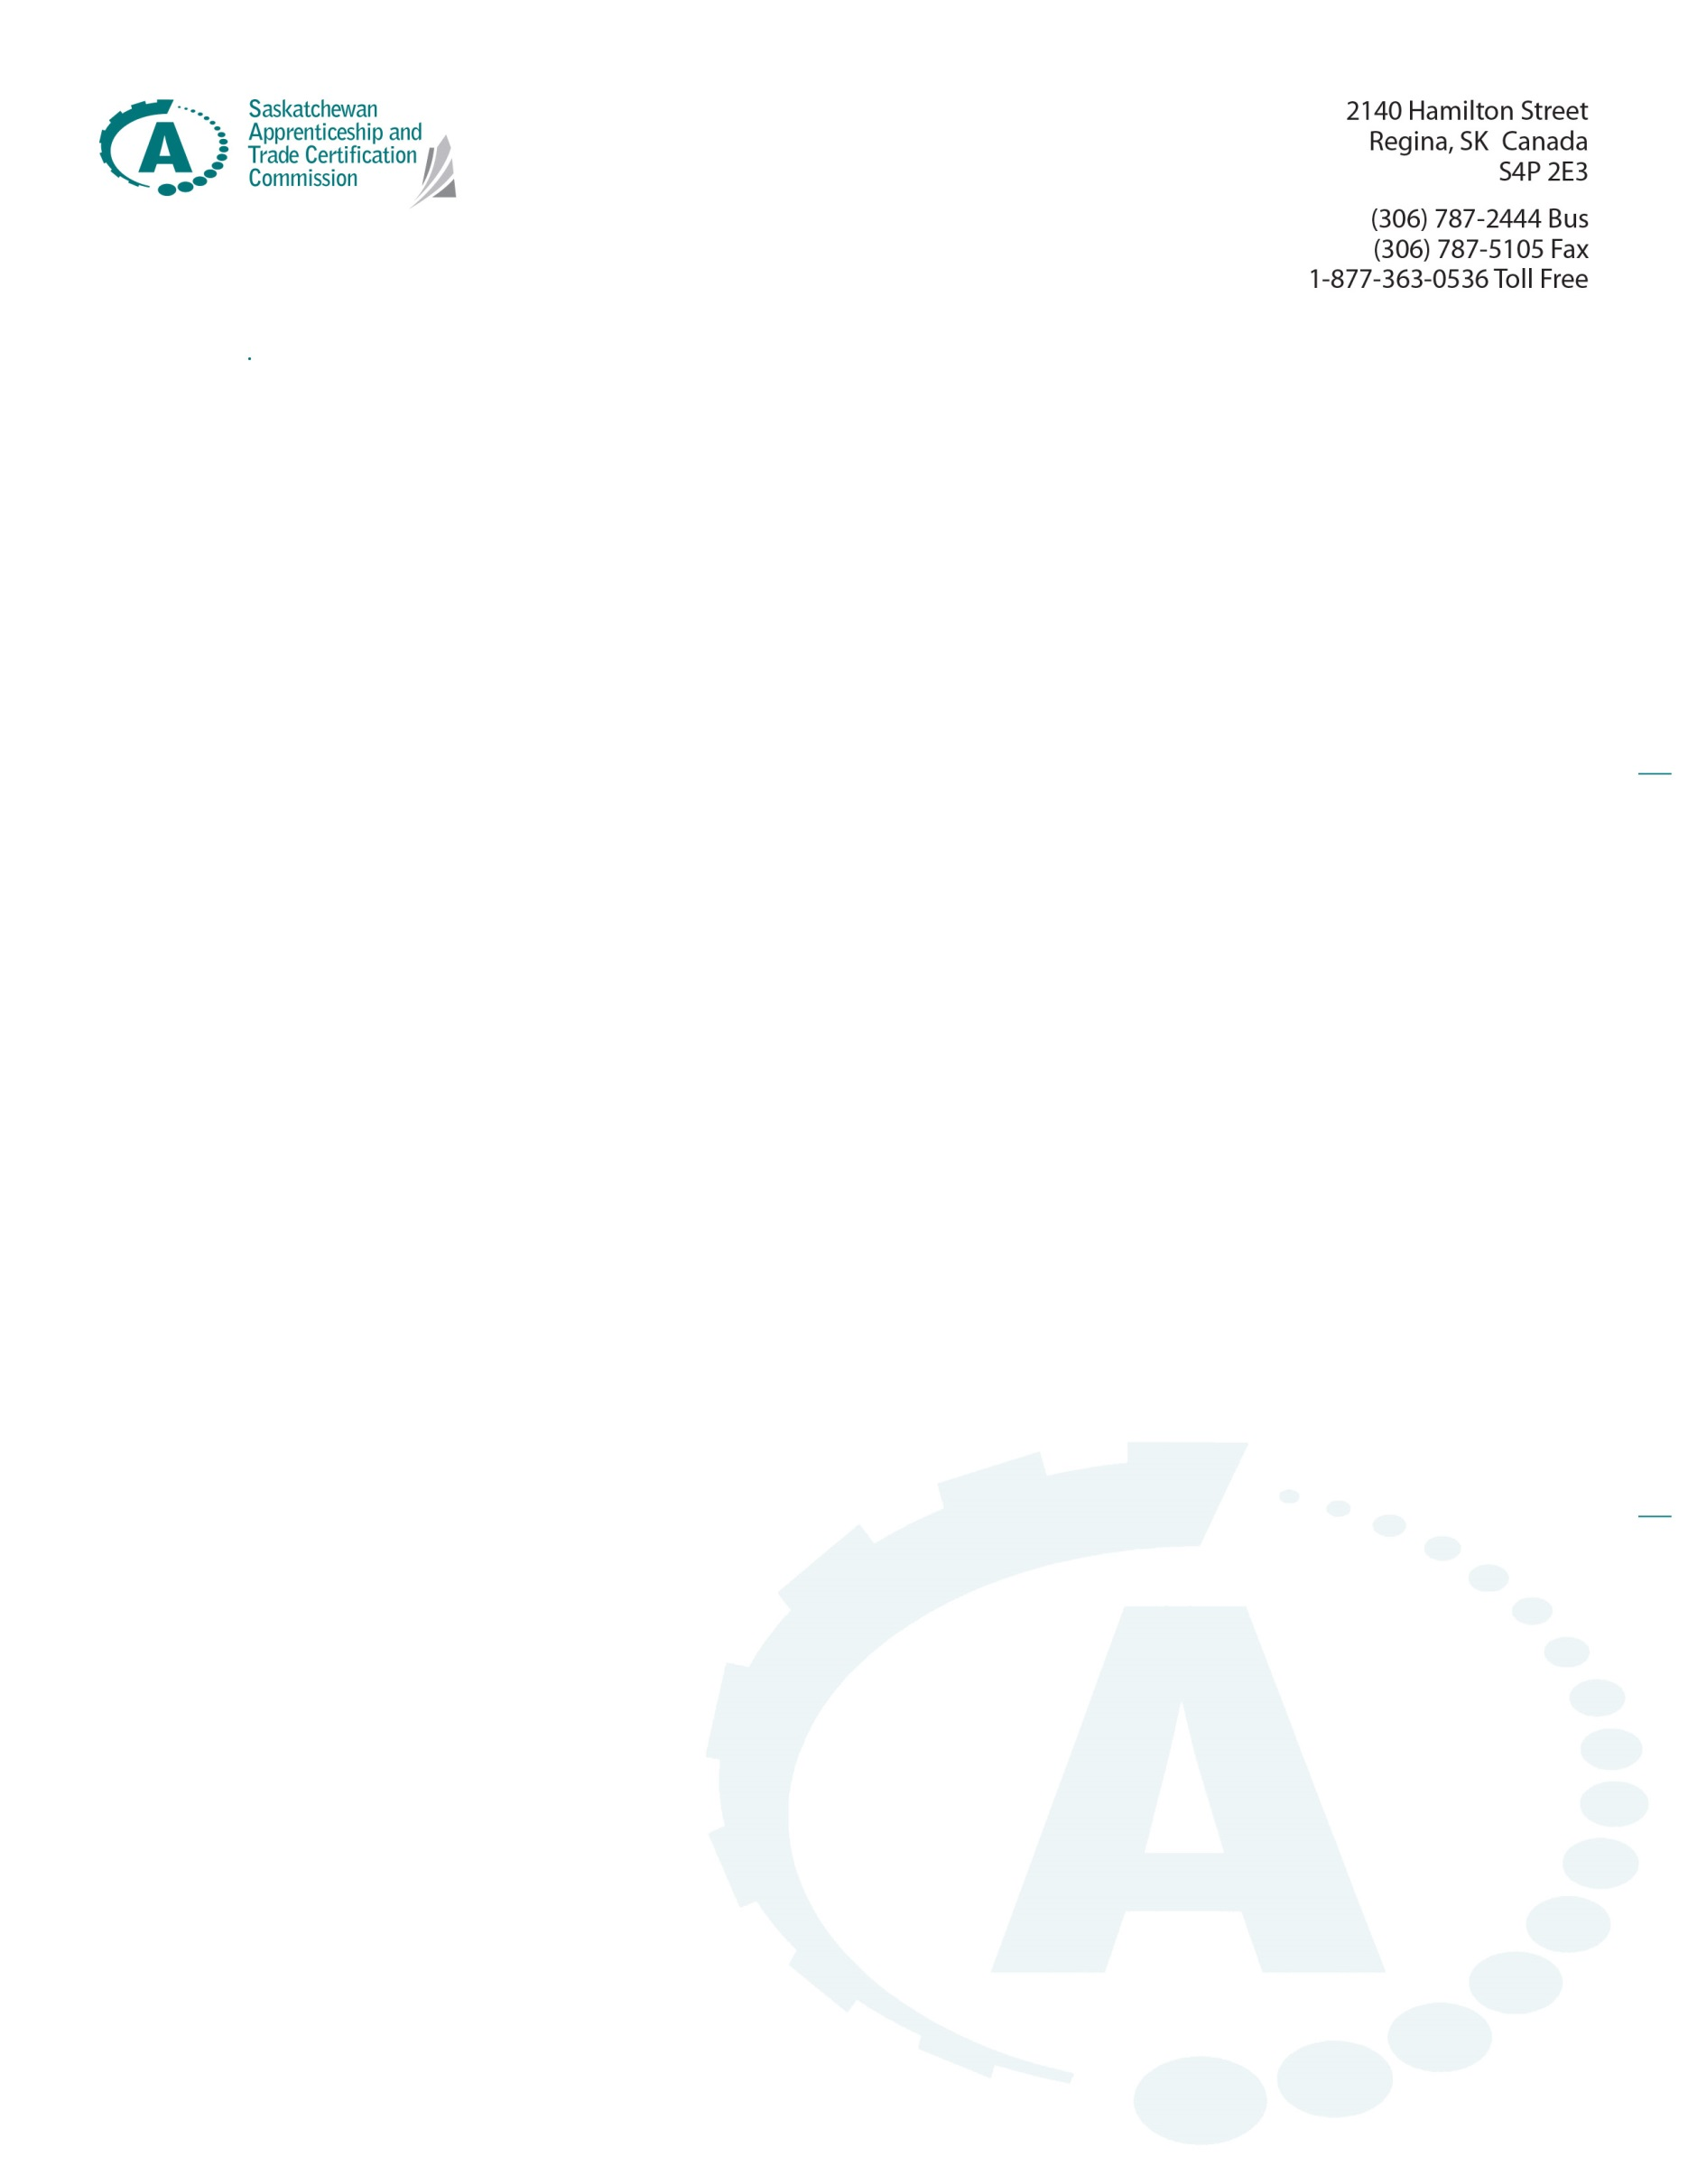 A
Saskatchewan
Apprenticeship and
Trade Certification
Commission
2140 Hamilton Street
Regina, SK  Canada
S4P 2E3
(306) 787-2444 Bus
(306) 787-5105 Fax
1-877-363-0536 Toll Free
A